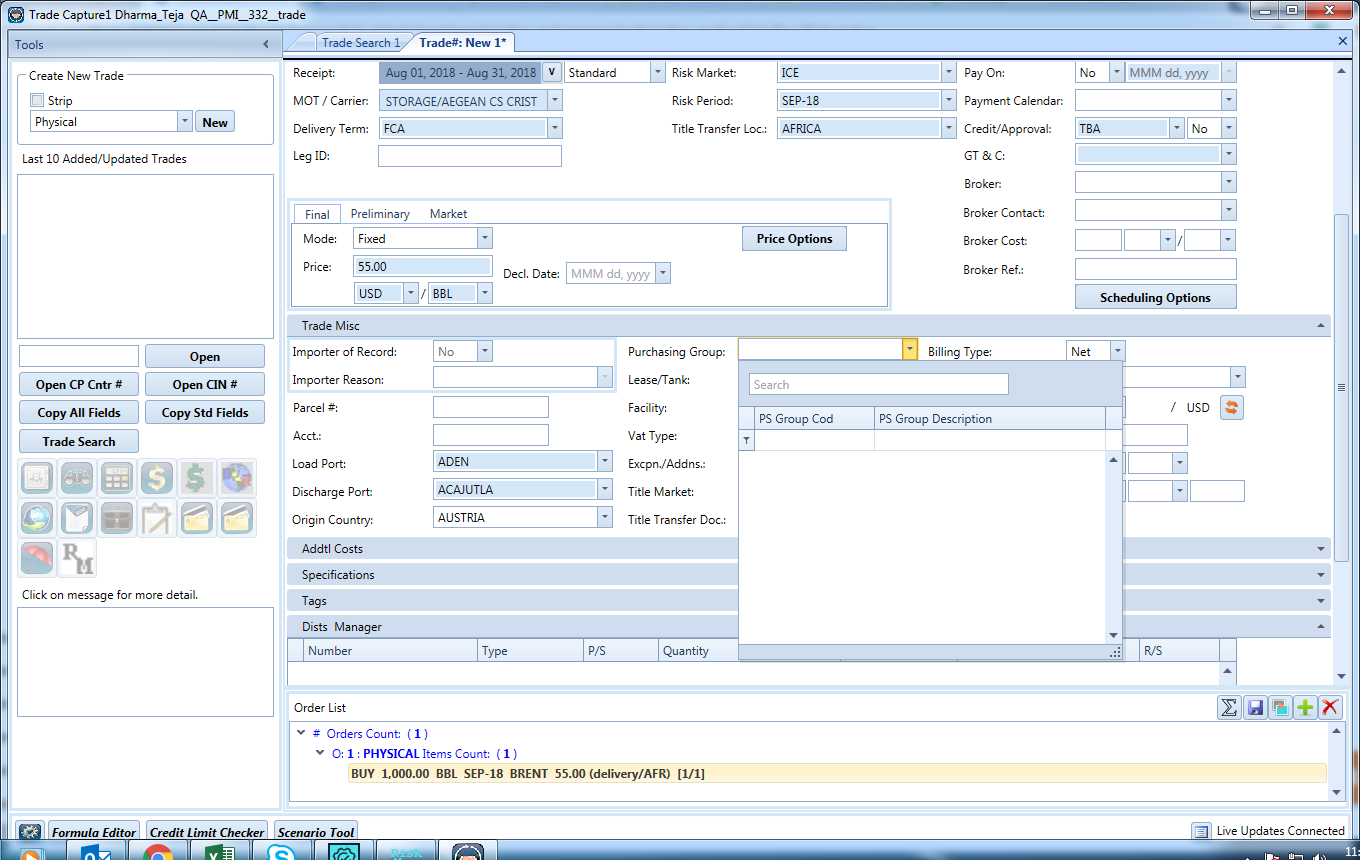 Trade Capture1 Dharma_Teja QA__PMI__332__trade
Tools
Trade Search 1
Trade#: New 1*
Create New Trade
Strip
Physical
New
Last 10 Added/Updated Trades
Open
Open CP Cntr #
Open CIN #
Copy All Fields
Copy Std Fields
Trade Search
RM
Click on message for more detail.
Receipt: Aug 01, 2018 - Aug 31, 2018 V Standard Risk Market: ICE Pay On: No MMM dd, yyyy
MOT / Carrier: STORAGE/AEGEAN CS CRIST Risk Period: SEP-18 Payment Calendar:
Delivery Term: FCA Title Transfer Loc.: AFRICA Credit/Approval: TBA No
Leg ID: GT & C:
Broker:
Broker Contact:
Broker Cost: /
Broker Ref.:
Scheduling Options
Final Preliminary Market
Mode: Fixed Price Options
Price: 55.00 Decl. Date: MMM dd, yyyy
USD / BBL
Trade Misc
Importer of Record: No Purchasing Group: Billing Type: Net
Importer Reason: Lease/Tank:
Parcel #: Facility: / USD
Acct.: Vat Type:
Load Port: ADEN Excpn./Addns.:
Discharge Port: ACAJUTLA Title Market:
Origin Country: AUSTRIA Title Transfer Doc.:
Search
PS Group Cod PS Group Description
Addtl Costs
Specifications
Tags
Dists Manager
Number Type P/S Quantity R/S
Order List
# Orders Count: ( 1 )
O: 1 : PHYSICAL Items Count: ( 1 )
BUY 1,000.00 BBL SEP-18 BRENT 55.00 (delivery/AFR) [1/1]
Formula Editor Credit Limit Checker Scenario Tool Live Updates Connected
Risk
11: